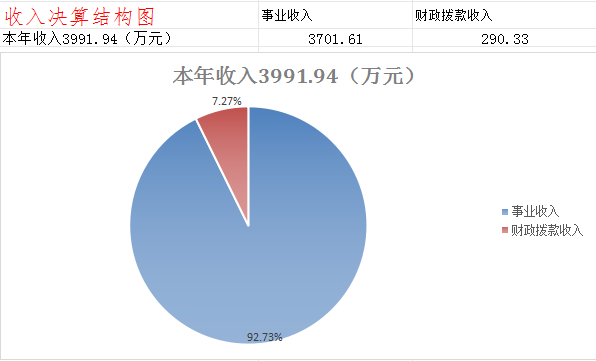 收入决算结构图 事业收入 财政拨款收入
本年收入3991.94（万元） 3701.61 290.33
本年收入3991.94（万元）
7.27%
事业收入
财政拨款收入
92.73%